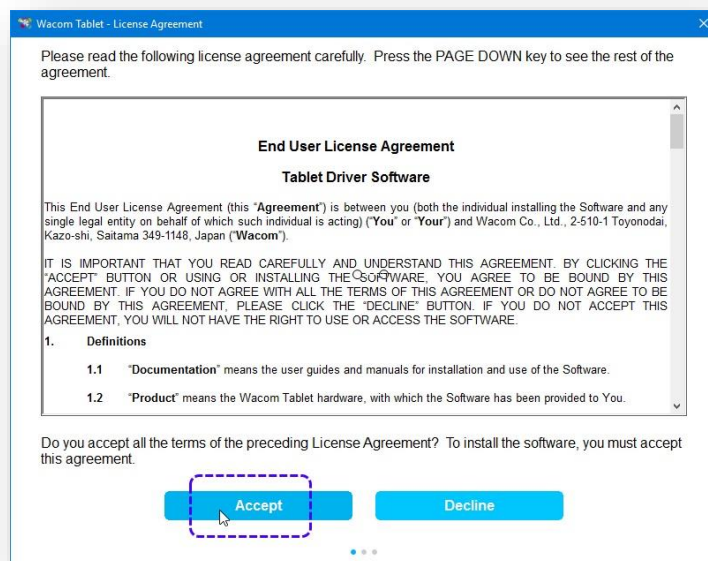 Wacom Tablet - License Agreement
Please read the following license agreement carefully. Press the PAGE DOWN key to see the rest of the
agreement.
End User License Agreement
Tablet Driver Software
This End User License Agreement (this “Agreement”) is between you (both the individual installing the Software and any
single legal entity on behalf of which such individual is acting) (“You” or “Your”) and Wacom Co., Ltd., 2-510-1 Toyonodai,
Kazo-shi, Saitama 349-1148, Japan (“Wacom”).
IT IS IMPORTANT THAT YOU READ CAREFULLY AND UNDERSTAND THIS AGREEMENT. BY CLICKING THE
“ACCEPT” BUTTON OR USING OR INSTALLING THE SOFTWARE, YOU AGREE TO BE BOUND BY THIS
AGREEMENT. IF YOU DO NOT AGREE WITH ALL THE TERMS OF THIS AGREEMENT OR DO NOT AGREE TO BE
BOUND BY THIS AGREEMENT, PLEASE CLICK THE “DECLINE” BUTTON. IF YOU DO NOT ACCEPT THIS
AGREEMENT, YOU WILL NOT HAVE THE RIGHT TO USE OR ACCESS THE SOFTWARE.
1. Definitions
1.1 “Documentation” means the user guides and manuals for installation and use of the Software.
1.2 “Product” means the Wacom Tablet hardware, with which the Software has been provided to You.
Do you accept all the terms of the preceding License Agreement? To install the software, you must accept
this agreement.
Accept Decline